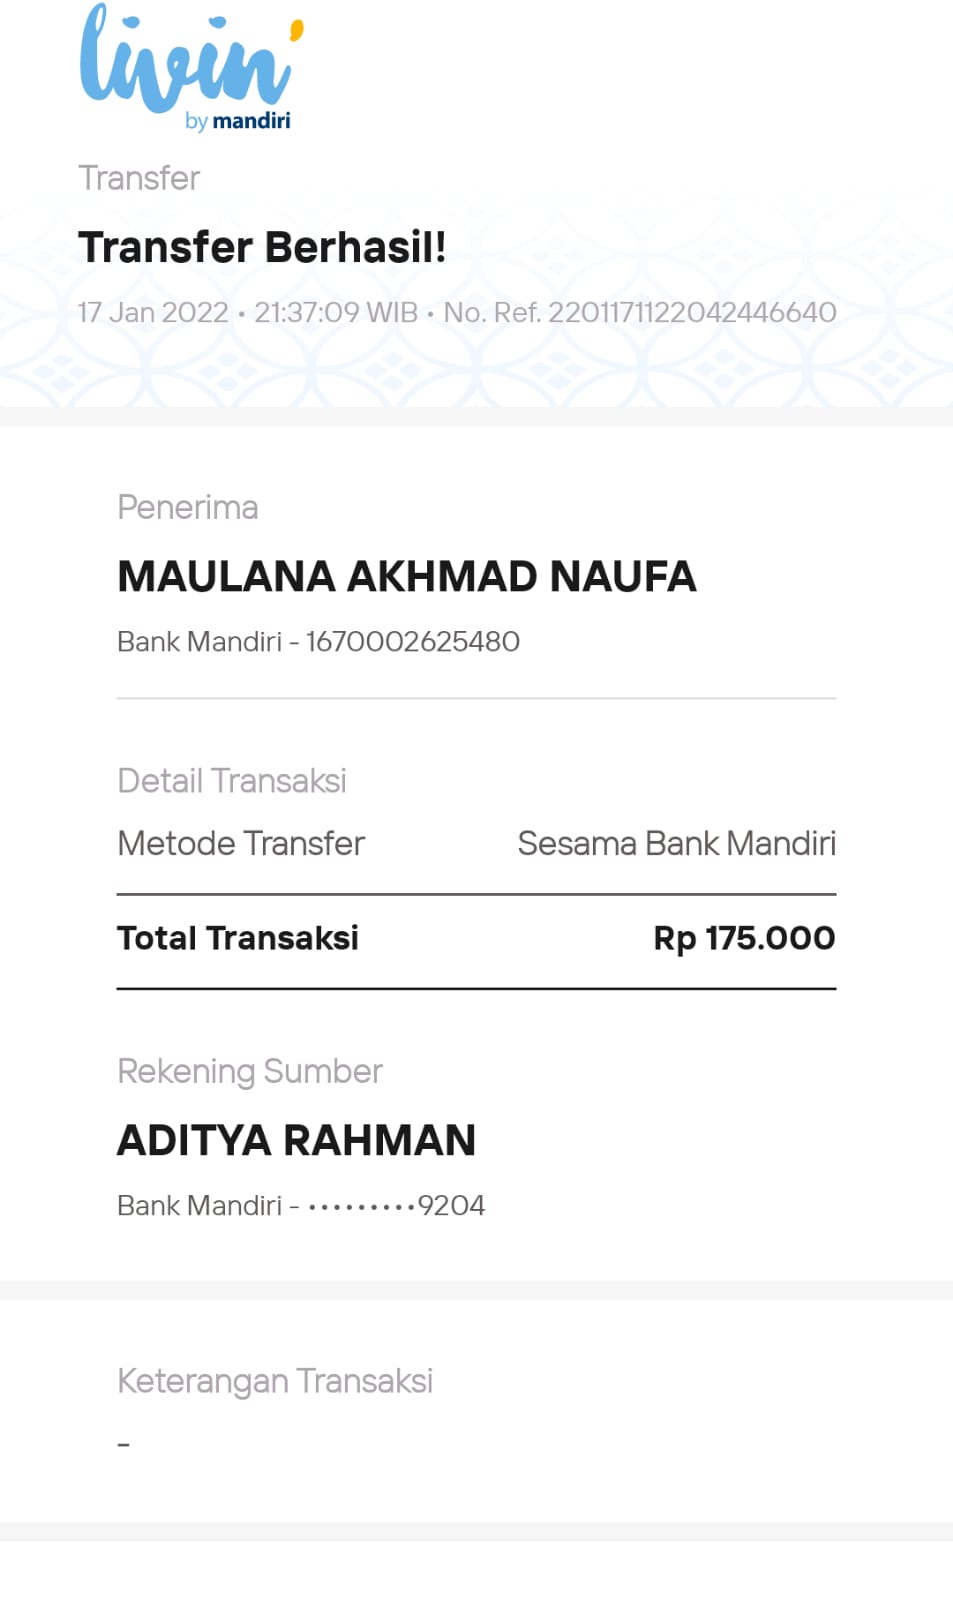 livin'
by mandiri
Transfer
Transfer Berhasil!
17 Jan 2022 • 21:37:09 WIB • No. Ref. 2201171122042446640
Penerima
MAULANA AKHMAD NAUFA
Bank Mandiri - 1670002625480
Detail Transaksi
Metode Transfer Sesama Bank Mandiri
Total Transaksi Rp 175.000
Rekening Sumber
ADITYA RAHMAN
Bank Mandiri - •••••••••9204
Keterangan Transaksi
-